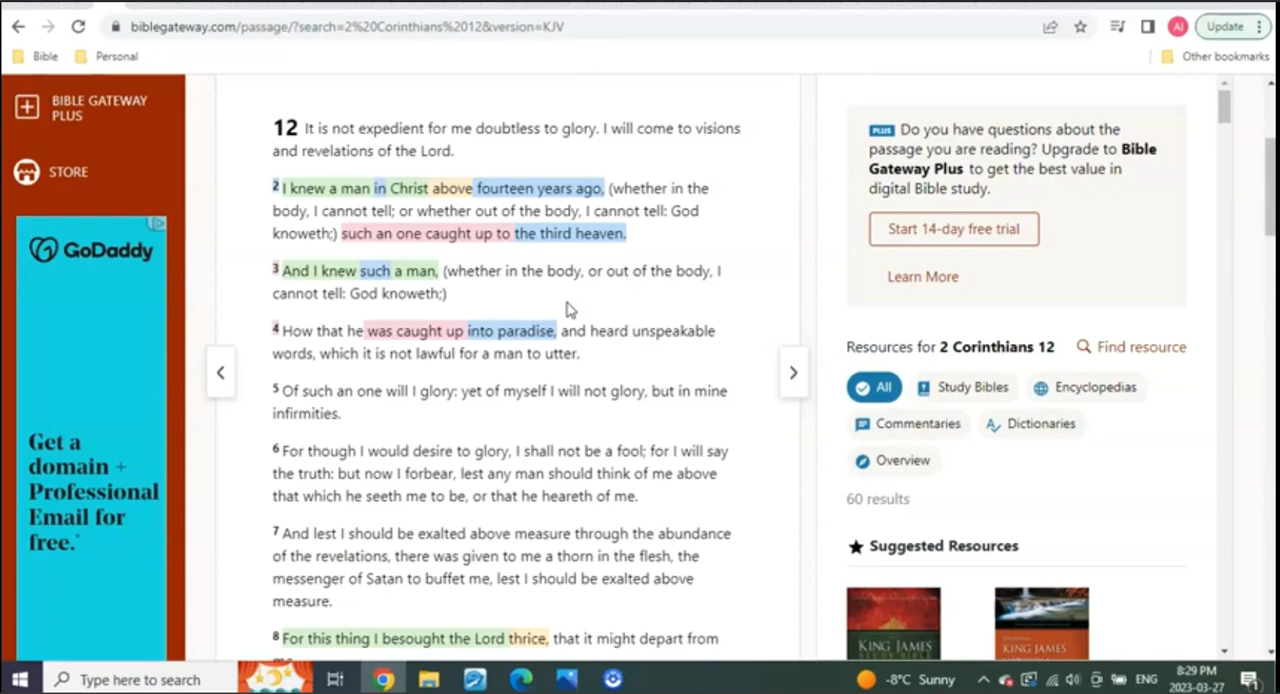 biblegateway.com/passage/?search=2%20Corinthians%2012&version=KJV
AI
Update
Bible
Personal
Other bookmarks
BIBLE GATEWAY
PLUS
STORE
GoDaddy
Get a
domain +
Professional
Email for
free.*
12 It is not expedient for me doubtless to glory. I will come to visions
and revelations of the Lord.
2 I knew a man in Christ above fourteen years ago, (whether in the
body, I cannot tell; or whether out of the body, I cannot tell: God
knoweth;) such an one caught up to the third heaven.
3 And I knew such a man, (whether in the body, or out of the body, I
cannot tell: God knoweth;)
4 How that he was caught up into paradise, and heard unspeakable
words, which it is not lawful for a man to utter.
5 Of such an one will I glory: yet of myself I will not glory, but in mine
infirmities.
6 For though I would desire to glory, I shall not be a fool; for I will say
the truth: but now I forbear, lest any man should think of me above
that which he seeth me to be, or that he heareth of me.
7 And lest I should be exalted above measure through the abundance
of the revelations, there was given to me a thorn in the flesh, the
messenger of Satan to buffet me, lest I should be exalted above
measure.
8 For this thing I besought the Lord thrice, that it might depart from
PLUS Do you have questions about the
passage you are reading? Upgrade to Bible
Gateway Plus to get the best value in
digital Bible study.
Start 14-day free trial
Learn More
Resources for 2 Corinthians 12
Find resource
All
Study Bibles
Encyclopedias
Commentaries
Dictionaries
Overview
60 results
Suggested Resources
KING JAMES
KING JAMES
Type here to search
-8°C Sunny
ENG
8:29 PM
2023-03-27